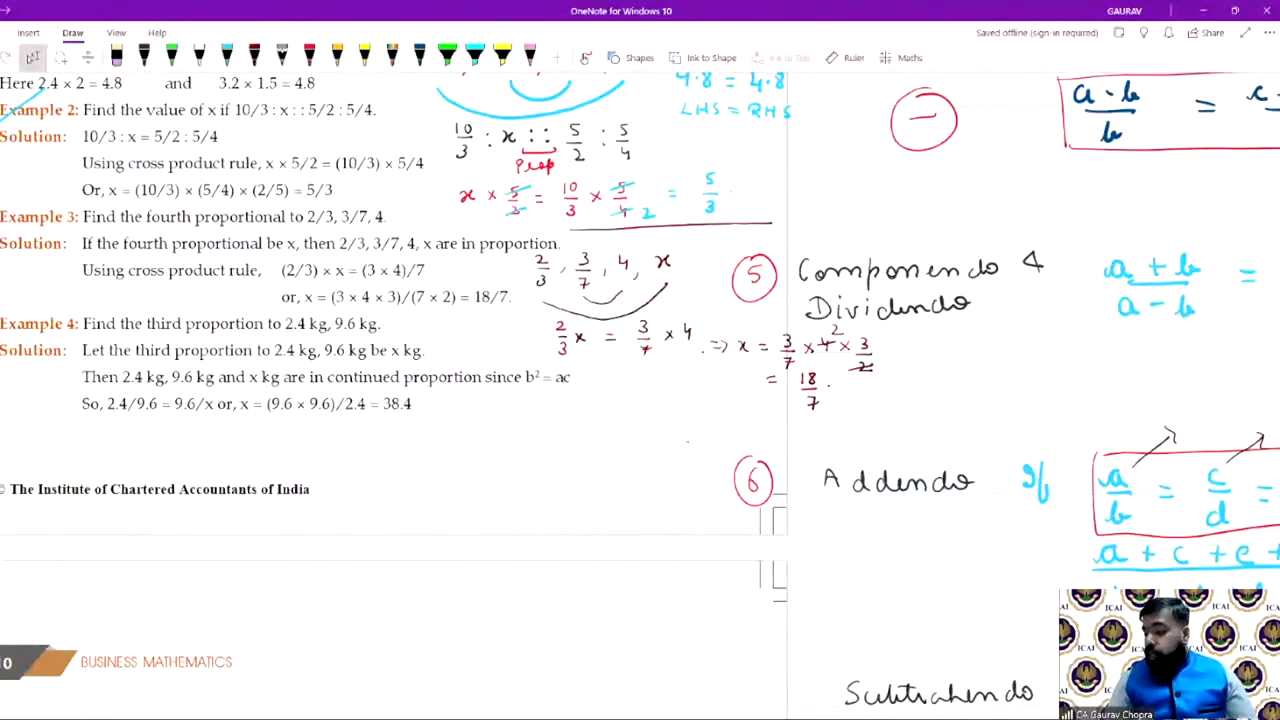 OneNote for Windows 10
GAURAV
Insert Draw View Help
Saved offline (sign-in required) Share
Shapes Ink to Shape Ink to Text Ruler Maths
Here 2.4 × 2 = 4.8 and 3.2 × 1.5 = 4.8
4.8 = 4.8
LHS = RHS
Example 2: Find the value of x if 10/3 : x : : 5/2 : 5/4.
Solution: 10/3 : x = 5/2 : 5/4
Using cross product rule, x × 5/2 = (10/3) × 5/4
Or, x = (10/3) × (5/4) × (2/5) = 5/3
10/3 : x :: 5/2 : 5/4
Prop
x × 5/2 = 10/3 × 5/4 2 = 5/3
Example 3: Find the fourth proportional to 2/3, 3/7, 4.
Solution: If the fourth proportional be x, then 2/3, 3/7, 4, x are in proportion.
Using cross product rule, (2/3) × x = (3 × 4)/7
or, x = (3 × 4 × 3)/(7 × 2) = 18/7.
2/3, 3/7, 4, x
2/3 x = 3/7 × 4 => x = 3/7 × 4 2 × 3/2
= 18/7.
Example 4: Find the third proportion to 2.4 kg, 9.6 kg.
Solution: Let the third proportion to 2.4 kg, 9.6 kg be x kg.
Then 2.4 kg, 9.6 kg and x kg are in continued proportion since b² = ac
So, 2.4/9.6 = 9.6/x or, x = (9.6 × 9.6)/2.4 = 38.4
© The Institute of Chartered Accountants of India
10 BUSINESS MATHEMATICS
a - b / b = c -
5 Componendo & Dividendo a + b / a - b =
6 Addendo If a/b = c/d =
a + c + e +
Subtrahendo
ICAI
CA Gaurav Chopra